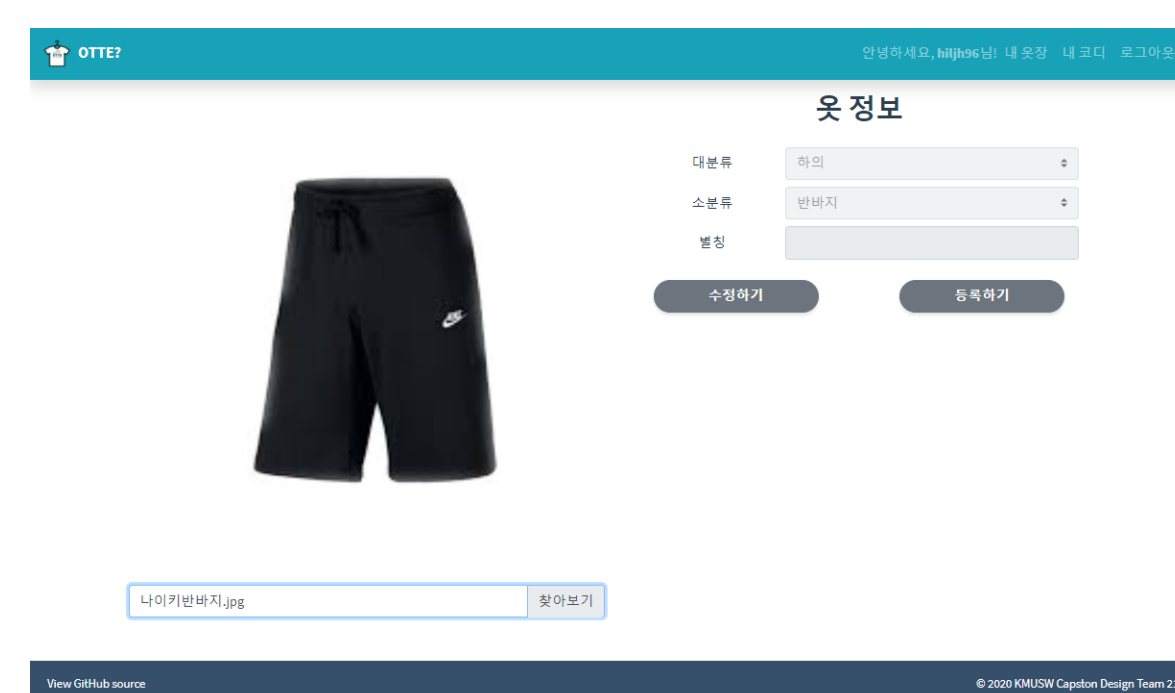 OTTE?
안녕하세요, hiljh96님! 내 옷장 내 코디 로그아웃
옷 정보
대분류 하의
소분류 반바지
별칭
수정하기 등록하기
나이키반바지.jpg 찾아보기
View GitHub source © 2020 KMUSW Capston Design Team